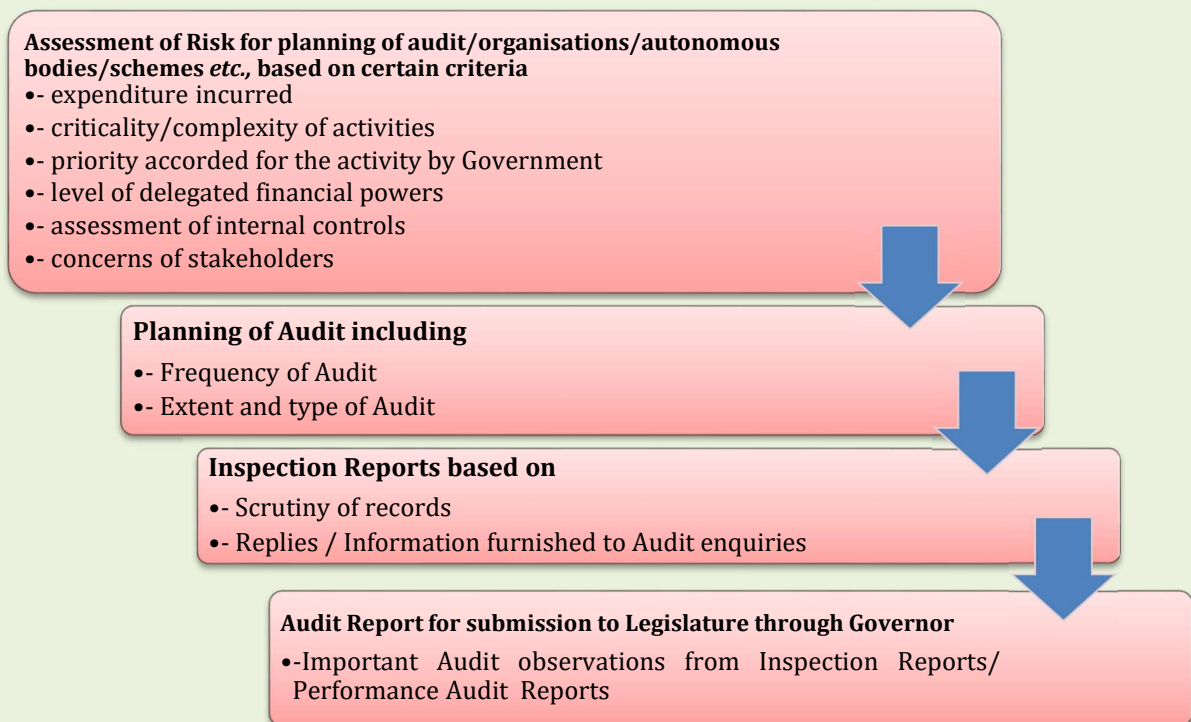 Assessment of Risk for planning of audit/organisations/autonomous
bodies/schemes etc., based on certain criteria
•- expenditure incurred
•- criticality/complexity of activities
•- priority accorded for the activity by Government
•- level of delegated financial powers
•- assessment of internal controls
•- concerns of stakeholders
Planning of Audit including
•- Frequency of Audit
•- Extent and type of Audit
Inspection Reports based on
•- Scrutiny of records
•- Replies / Information furnished to Audit enquiries
Audit Report for submission to Legislature through Governor
•-Important Audit observations from Inspection Reports/
Performance Audit Reports